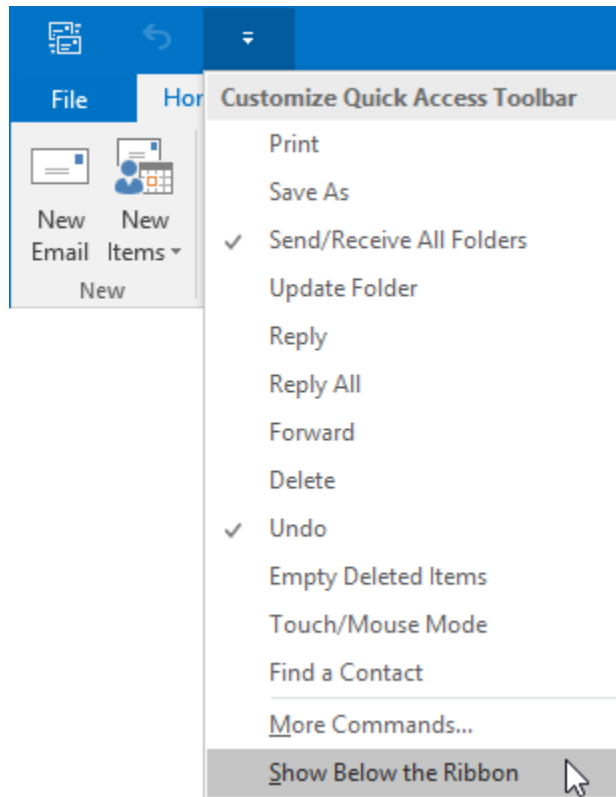 File Hor
Customize Quick Access Toolbar
Print
Save As
Send/Receive All Folders
Update Folder
Reply
Reply All
Forward
Delete
Undo
Empty Deleted Items
Touch/Mouse Mode
Find a Contact
More Commands...
Show Below the Ribbon
New Email
New Items
New